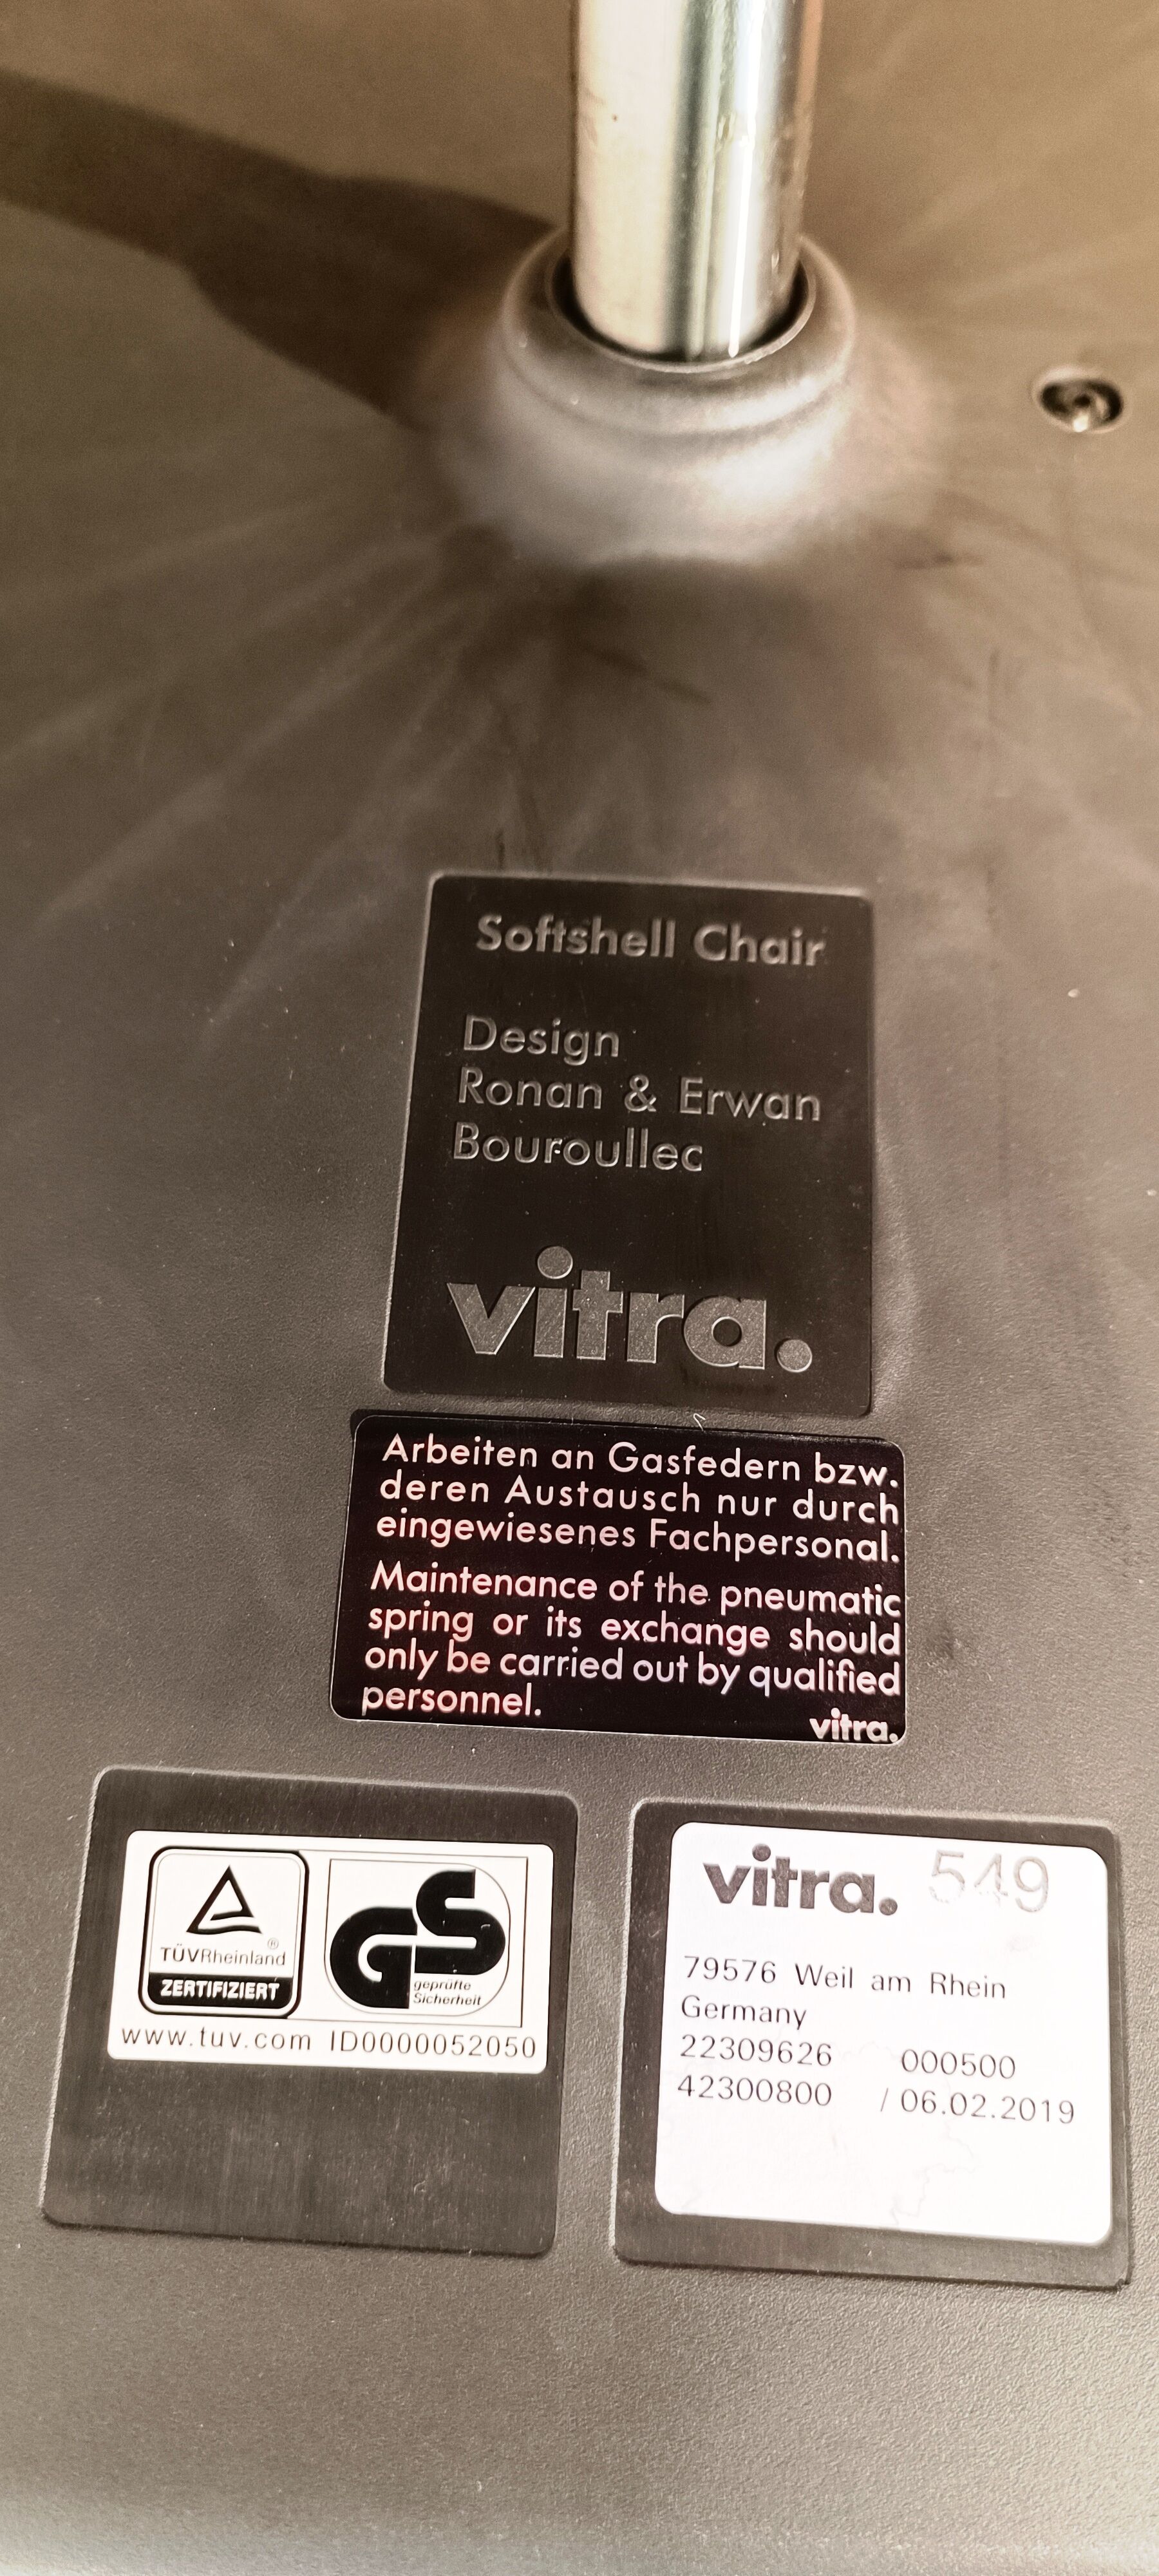 Softshell Chair
Design
Ronan & Erwan
Bouroullec
vitra.
Arbeiten an Gasfedern bzw.
deren Austausch nur durch
eingewiesenes Fachpersonal.
Maintenance of the pneumatic
spring or its exchange should
only be carried out by qualified
personnel.
vitra.
TÜVRheinland®
ZERTIFIZIERT
GS
geprüfte
Sicherheit
www.tuv.com ID0000052050
vitra. 549
79576 Weil am Rhein
Germany
22309626 000500
42300800 / 06.02.2019